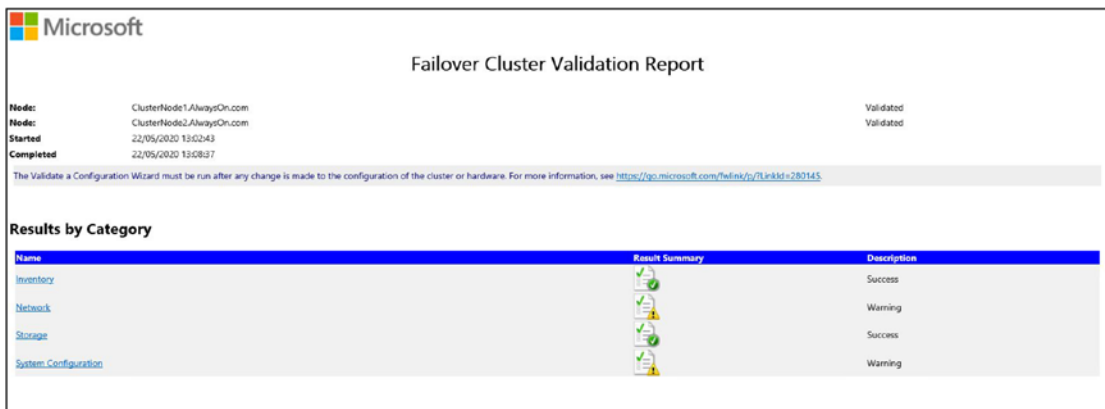 Microsoft
Failover Cluster Validation Report
Node: ClusterNode1.AlwaysOn.com Validated
Node: ClusterNode2.AlwaysOn.com Validated
Started 22/05/2020 13:02:43
Completed 22/05/2020 13:08:37
The Validate a Configuration Wizard must be run after any change is made to the configuration of the cluster or hardware. For more information, see https://go.microsoft.com/fwlink/p/?LinkId=280145.
Results by Category
Name Result Summary Description
Inventory Success
Network Warning
Storage Success
System Configuration Warning